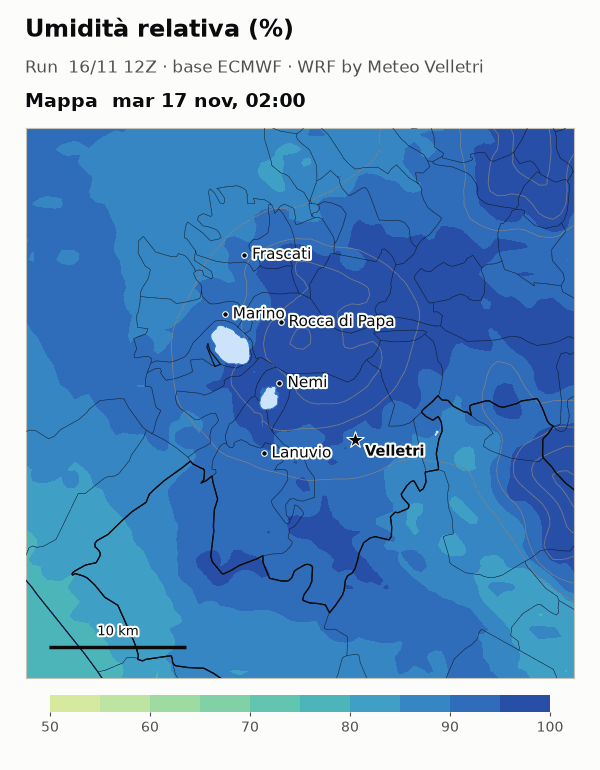 Umidità relativa (%)
Run  16/11 12Z · base ECMWF · WRF by Meteo Velletri
Mappa  mar 17 nov, 02:00
Frascati
Marino
Rocca di Papa
Nemi
Velletri
Lanuvio
10 km
50 60 70 80 90 100